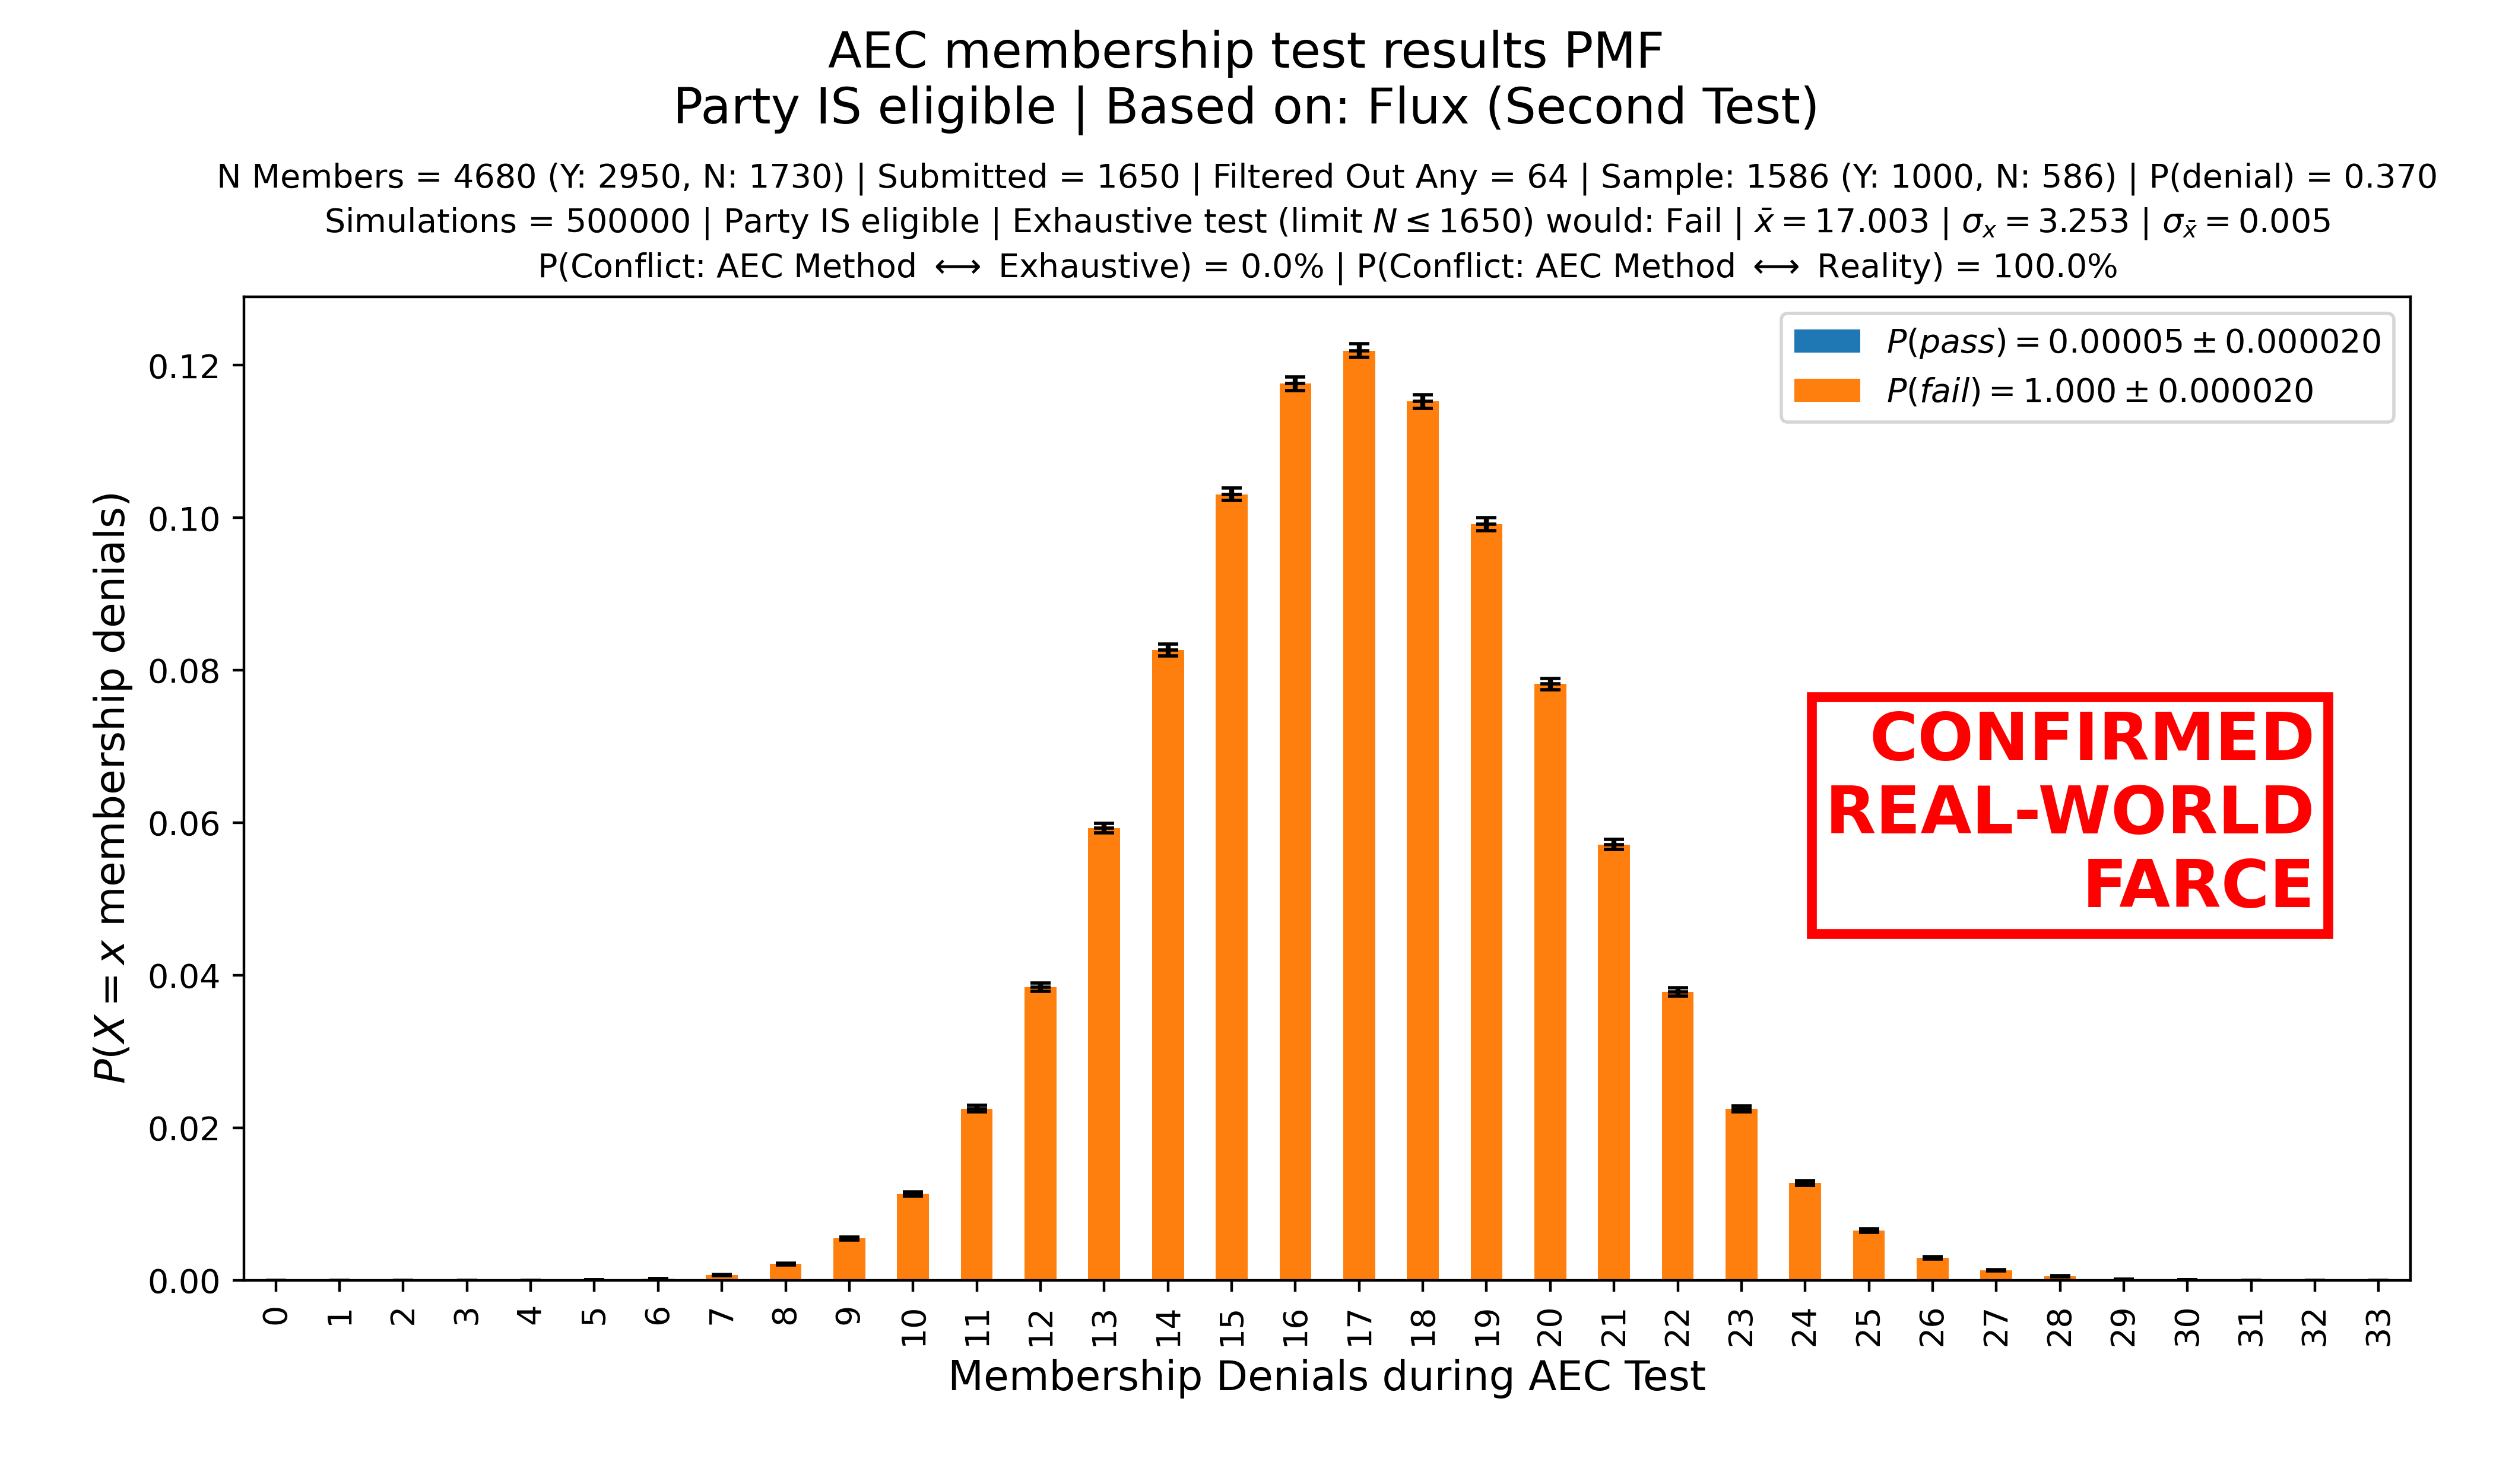 AEC membership test results PMF
Party IS eligible | Based on: Flux (Second Test)
N Members = 4680 (Y: 2950, N: 1730) | Submitted = 1650 | Filtered Out Any = 64 | Sample: 1586 (Y: 1000, N: 586) | P(denial) = 0.370
Simulations = 500000 | Party IS eligible | Exhaustive test (limit N ≤ 1650) would: Fail | x̄ = 17.003 | σₓ = 3.253 | σ_x̄ = 0.005
P(Conflict: AEC Method ⟷ Exhaustive) = 0.0% | P(Conflict: AEC Method ⟷ Reality) = 100.0%
P(pass) = 0.00005 ± 0.000020
P(fail) = 1.000 ± 0.000020
CONFIRMED
REAL-WORLD
FARCE
P(X = x membership denials)
0.12
0.10
0.08
0.06
0.04
0.02
0.00
0 1 2 3 4 5 6 7 8 9 10 11 12 13 14 15 16 17 18 19 20 21 22 23 24 25 26 27 28 29 30 31 32 33
Membership Denials during AEC Test